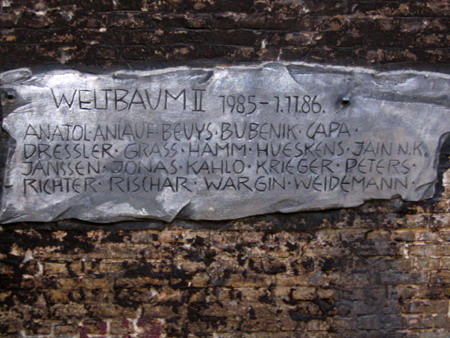 WELTBAUM II 1985-1.11.86.
ANATOL·ANLAUF·BEUYS·BUBENIK·CAPA·
DRESSLER·GRASS·HAMM·HUESKENS·JAIN N.K.
JANSSEN·JONAS·KAHLO·KRIEGER·PETERS·
RICHTER·RISCHAR·WARGIN·WEIDEMANN·